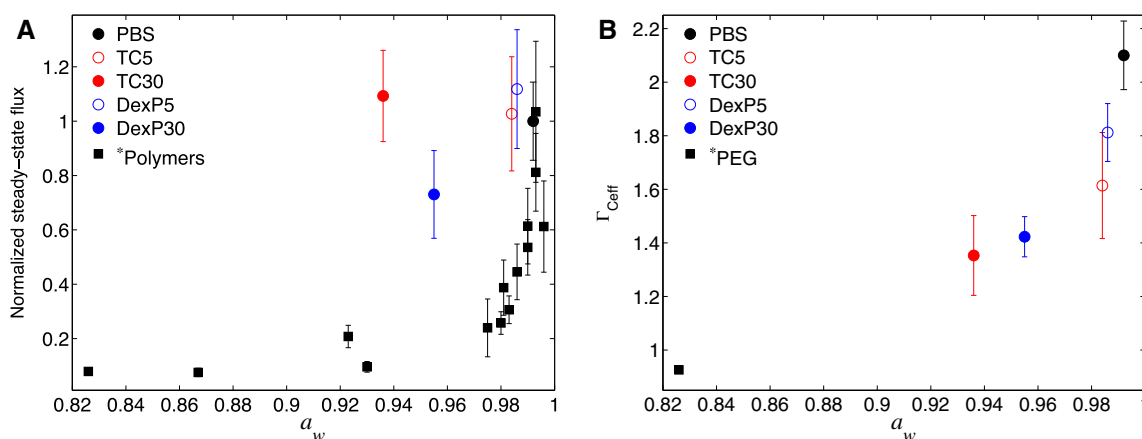 A
PBS
TC5
TC30
DexP5
DexP30
*Polymers
Normalized steady−state flux
1.2
1
0.8
0.6
0.4
0.2
0.82 0.84 0.86 0.88 0.9 0.92 0.94 0.96 0.98 1
a_w
B
PBS
TC5
TC30
DexP5
DexP30
*PEG
Γ_Ceff
2.2
2
1.8
1.6
1.4
1.2
1
0.82 0.84 0.86 0.88 0.9 0.92 0.94 0.96 0.98 1
a_w